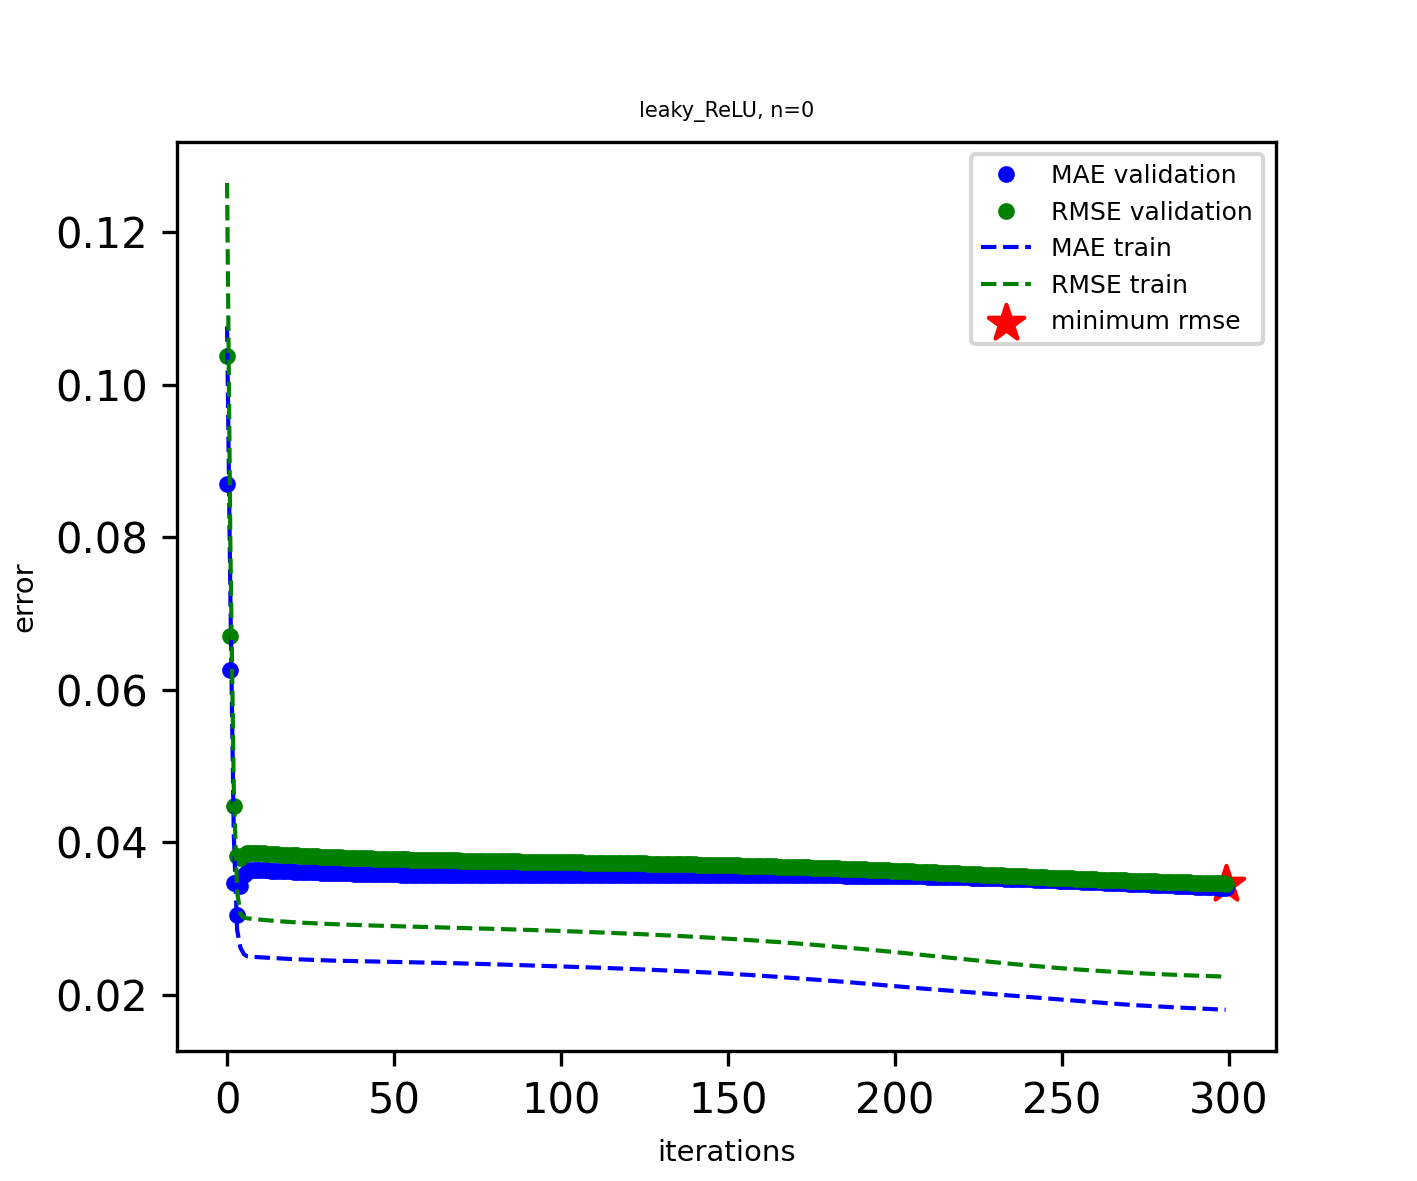 leaky_ReLU, n=0
MAE validation
RMSE validation
MAE train
RMSE train
minimum rmse
0.12
0.10
0.08
0.06
0.04
0.02
error
0 50 100 150 200 250 300
iterations